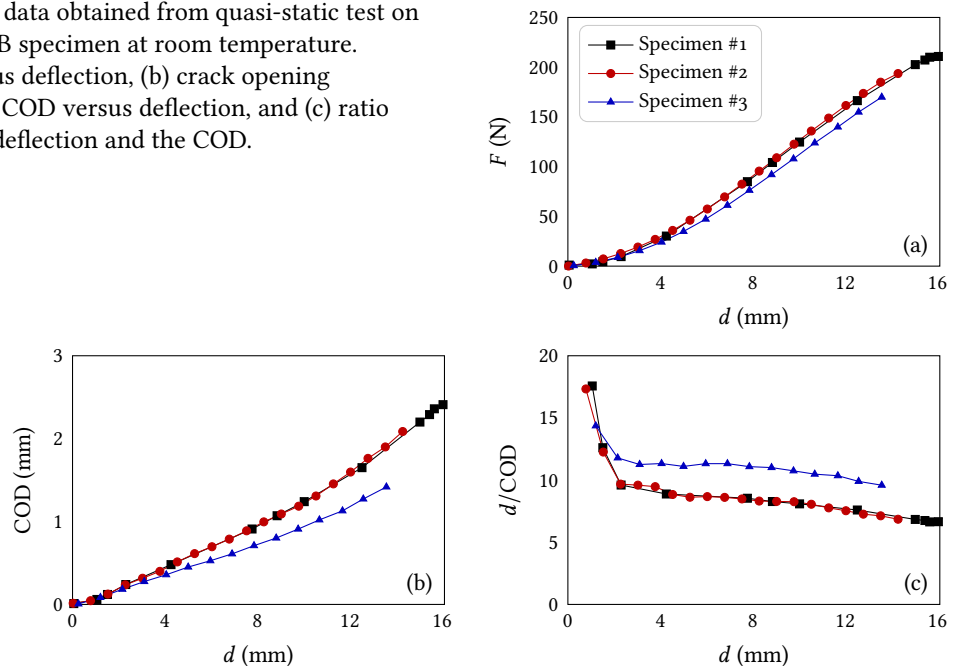 data obtained from quasi-static test on
B specimen at room temperature.
us deflection, (b) crack opening
COD versus deflection, and (c) ratio
deflection and the COD.
250
200
150
100
50
0
F (N)
Specimen #1
Specimen #2
Specimen #3
(a)
0 4 8 12 16
d (mm)
3
2
1
0
COD (mm)
(b)
0 4 8 12 16
d (mm)
20
15
10
5
0
d/COD
(c)
0 4 8 12 16
d (mm)